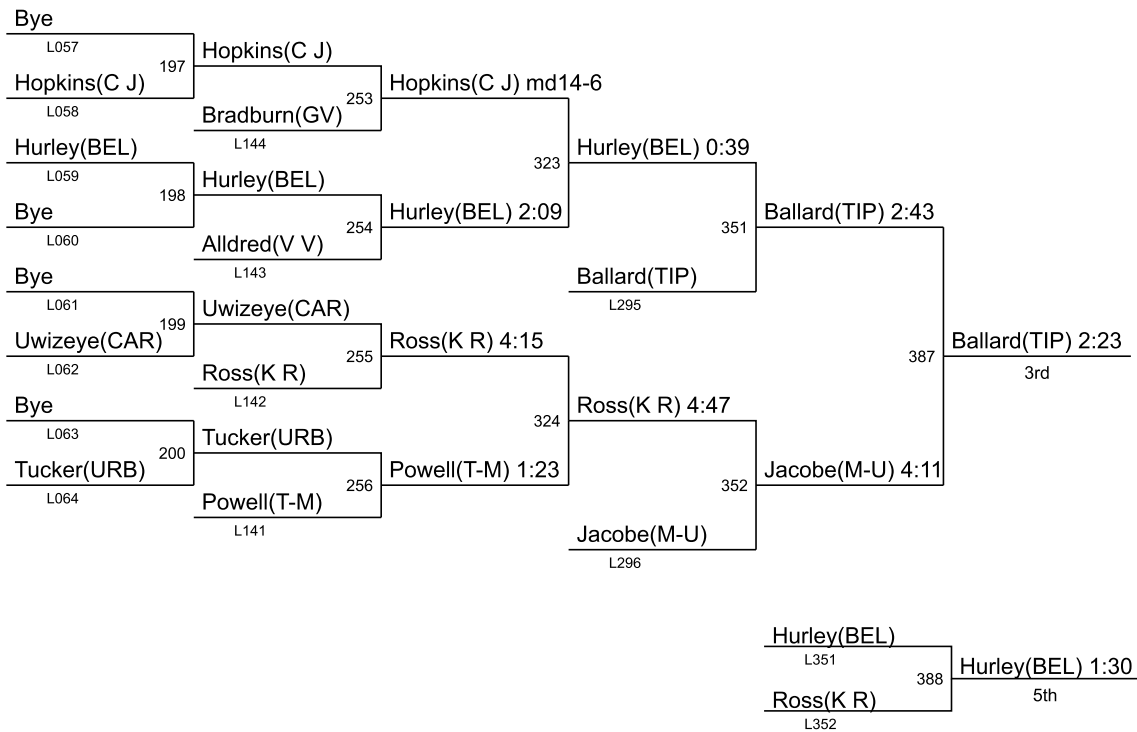 Bye
L057
Hopkins(C J)
197
Hopkins(C J)
L058
253
Hopkins(C J) md14-6
Bradburn(GV)
L144
Hurley(BEL)
L059
323
Hurley(BEL) 0:39
198
Hurley(BEL)
Bye
L060
254
Hurley(BEL) 2:09
351
Ballard(TIP) 2:43
Alldred(V V)
L143
Bye
L061
Ballard(TIP)
L295
Uwizeye(CAR)
199
Uwizeye(CAR)
L062
255
Ross(K R) 4:15
387
Ballard(TIP) 2:23
3rd
Ross(K R)
L142
Bye
L063
324
Ross(K R) 4:47
Tucker(URB)
200
Tucker(URB)
L064
256
Powell(T-M) 1:23
352
Jacobe(M-U) 4:11
Powell(T-M)
L141
Jacobe(M-U)
L296
Hurley(BEL)
L351
388
Hurley(BEL) 1:30
5th
Ross(K R)
L352